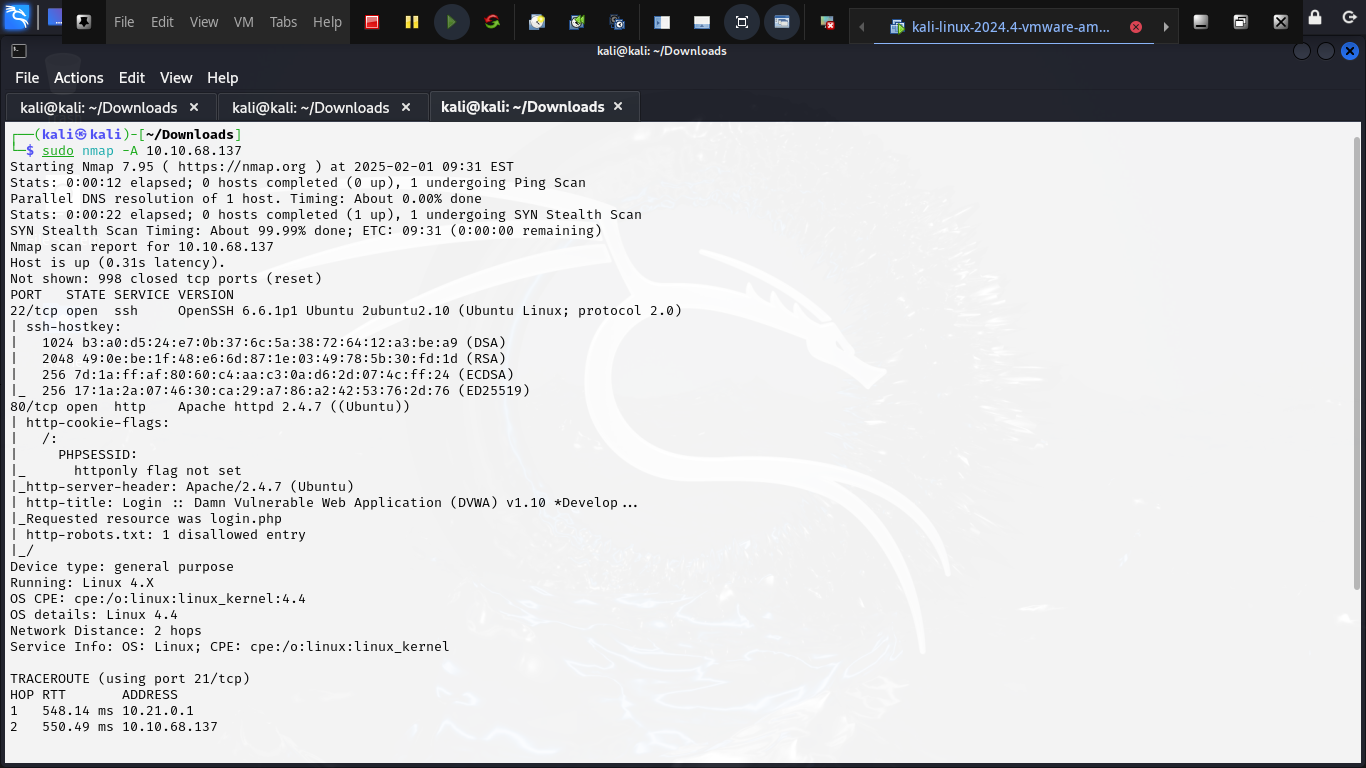 File Edit View VM Tabs Help
kali-linux-2024.4-vmware-am...
kali@kali: ~/Downloads
File Actions Edit View Help
kali@kali: ~/Downloads × kali@kali: ~/Downloads × kali@kali: ~/Downloads ×
┌──(kali㉿kali)-[~/Downloads]
└─$ sudo nmap -A 10.10.68.137
Starting Nmap 7.95 ( https://nmap.org ) at 2025-02-01 09:31 EST
Stats: 0:00:12 elapsed; 0 hosts completed (0 up), 1 undergoing Ping Scan
Parallel DNS resolution of 1 host. Timing: About 0.00% done
Stats: 0:00:22 elapsed; 0 hosts completed (1 up), 1 undergoing SYN Stealth Scan
SYN Stealth Scan Timing: About 99.99% done; ETC: 09:31 (0:00:00 remaining)
Nmap scan report for 10.10.68.137
Host is up (0.31s latency).
Not shown: 998 closed tcp ports (reset)
PORT   STATE SERVICE VERSION
22/tcp open  ssh     OpenSSH 6.6.1p1 Ubuntu 2ubuntu2.10 (Ubuntu Linux; protocol 2.0)
| ssh-hostkey:
|   1024 b3:a0:d5:24:e7:0b:37:6c:5a:38:72:64:12:a3:be:a9 (DSA)
|   2048 49:0e:be:1f:48:e6:6d:87:1e:03:49:78:5b:30:fd:1d (RSA)
|   256 7d:1a:ff:af:80:60:c4:aa:c3:0a:d6:2d:07:4c:ff:24 (ECDSA)
|_  256 17:1a:2a:07:46:30:ca:29:a7:86:a2:42:53:76:2d:76 (ED25519)
80/tcp open  http    Apache httpd 2.4.7 ((Ubuntu))
| http-cookie-flags:
|   /:
|     PHPSESSID:
|_      httponly flag not set
|_http-server-header: Apache/2.4.7 (Ubuntu)
| http-title: Login :: Damn Vulnerable Web Application (DVWA) v1.10 *Develop...
|_Requested resource was login.php
| http-robots.txt: 1 disallowed entry
|_/
Device type: general purpose
Running: Linux 4.X
OS CPE: cpe:/o:linux:linux_kernel:4.4
OS details: Linux 4.4
Network Distance: 2 hops
Service Info: OS: Linux; CPE: cpe:/o:linux:linux_kernel
TRACEROUTE (using port 21/tcp)
HOP RTT       ADDRESS
1   548.14 ms 10.21.0.1
2   550.49 ms 10.10.68.137